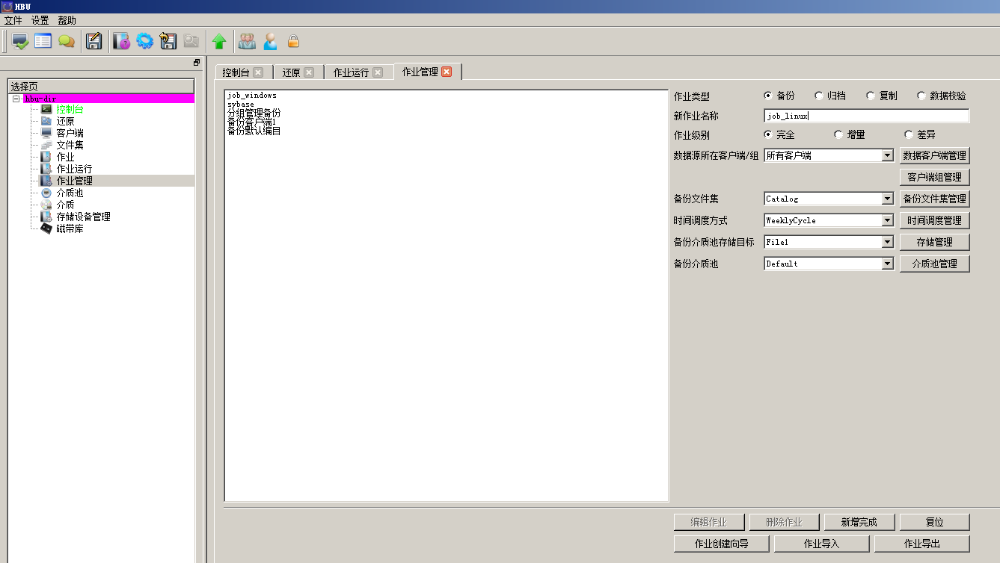 HBU
文件 设置 帮助
选择页
hbu-dir
控制台
还原
客户端
文件集
作业
作业运行
作业管理
介质池
介质
存储设备管理
磁带库
控制台 还原 作业运行 作业管理
job_windows
sybase
分组管理备份
备份客户端1
备份默认编目
作业类型 备份 归档 复制 数据校验
新作业名称 job_linux
作业级别 完全 增量 差异
数据源所在客户端/组 所有客户端 数据客户端管理
客户端组管理
备份文件集 Catalog 备份文件集管理
时间调度方式 WeeklyCycle 时间调度管理
备份介质池存储目标 File1 存储管理
备份介质池 Default 介质池管理
编辑作业 删除作业 新增完成 复位
作业创建向导 作业导入 作业导出